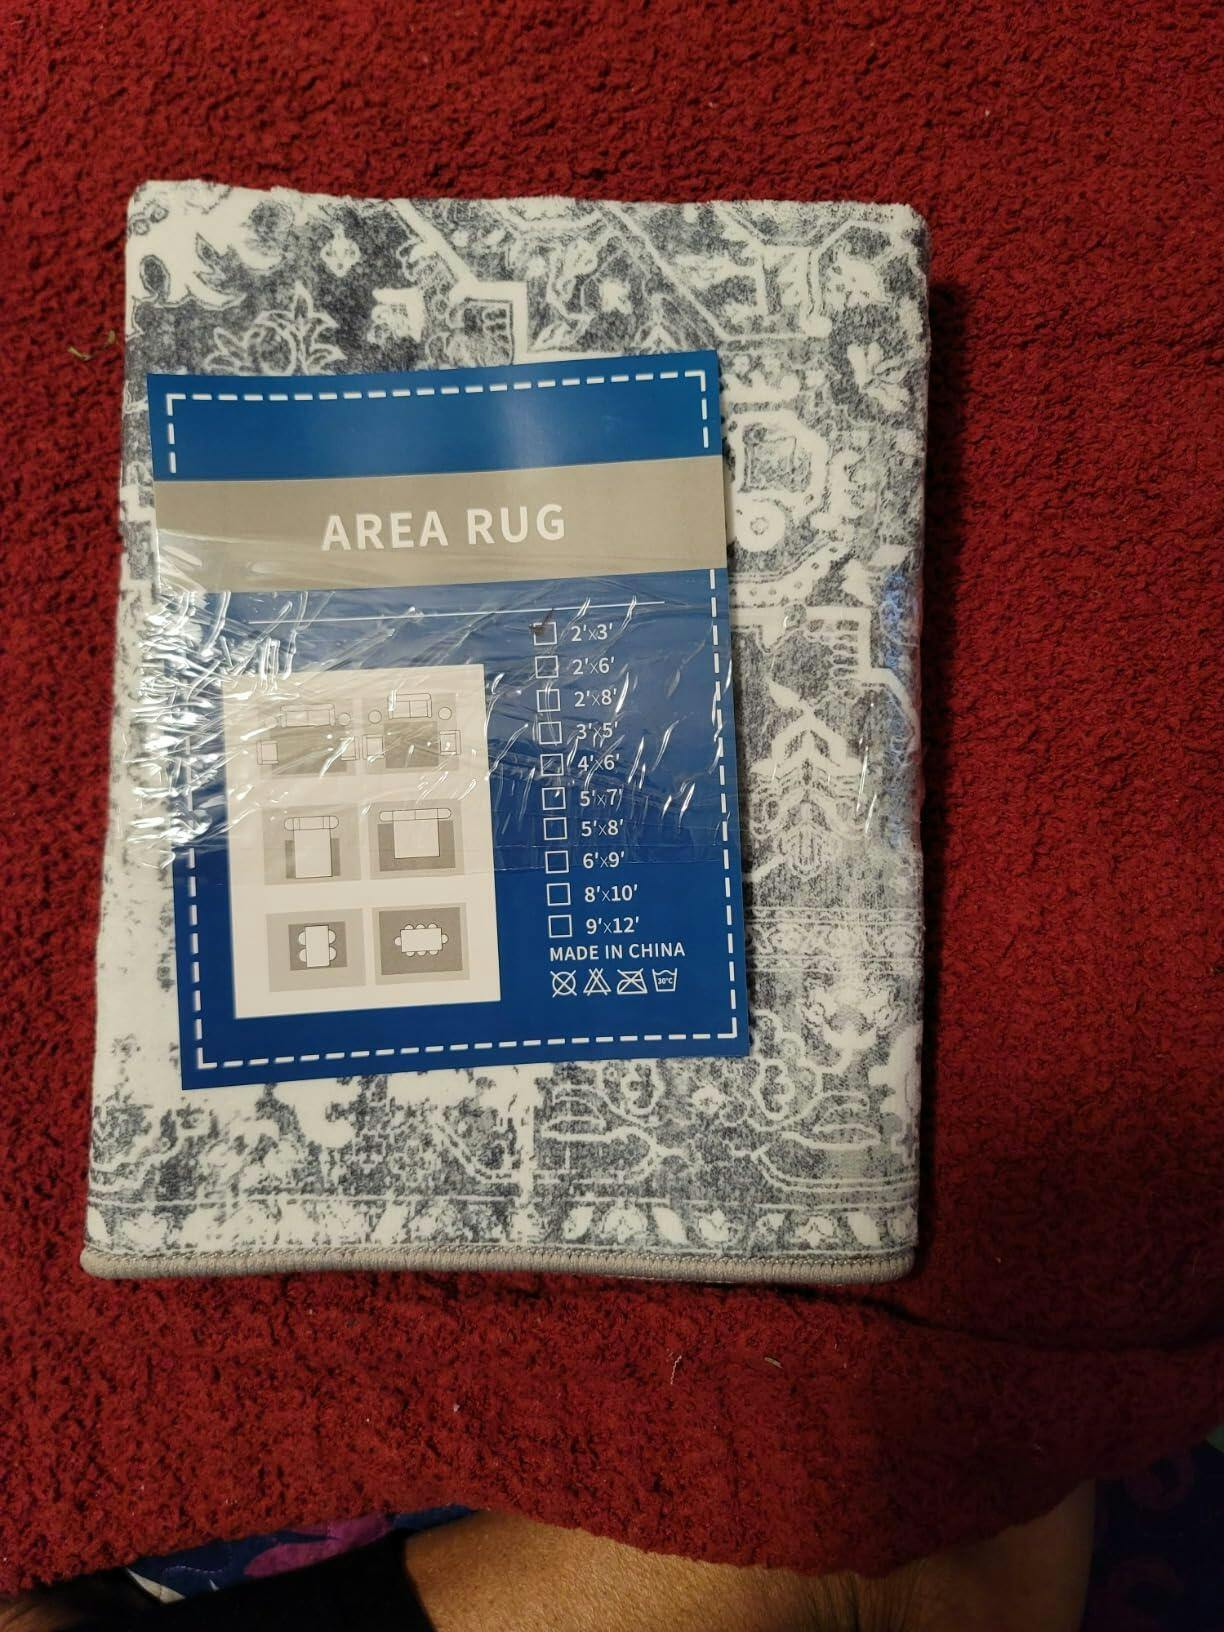 AREA RUG
2'x3'
2'x6'
2'x8'
3'x5'
4'x6'
5'x7'
5'x8'
6'x9'
8'x10'
9'x12'
MADE IN CHINA
30°C